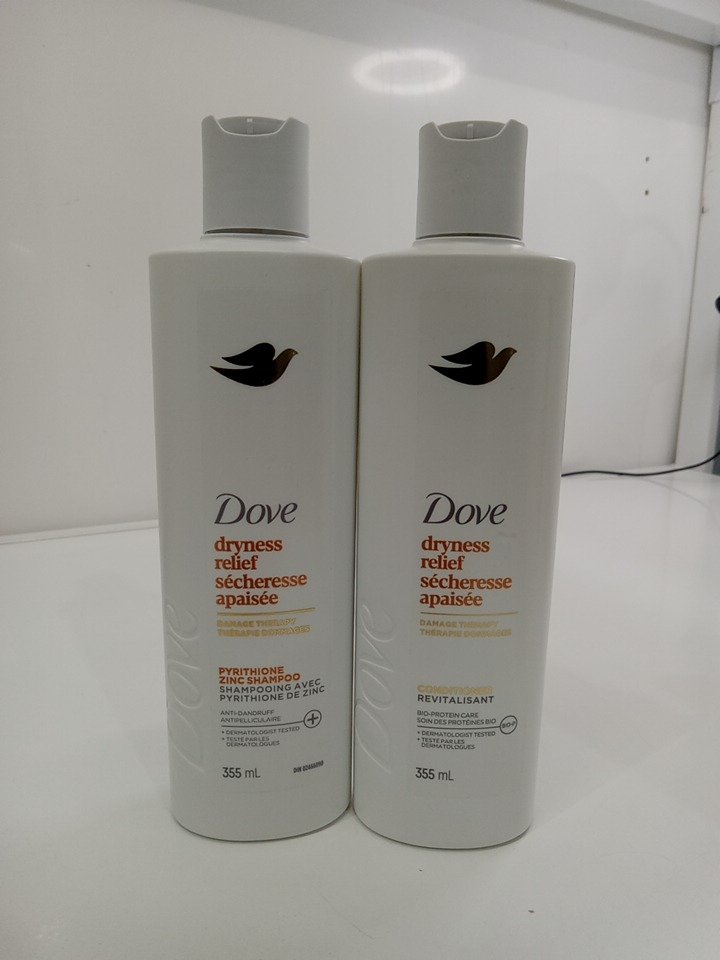 Dove
dryness
relief
sécheresse
apaisée
DAMAGE THERAPY
THÉRAPIE DOMMAGES
PYRITHIONE
ZINC SHAMPOO
SHAMPOOING AVEC
PYRITHIONE DE ZINC
ANTI-DANDRUFF
ANTIPELLICULAIRE
+ DERMATOLOGIST TESTED
+ TESTÉ PAR LES
DERMATOLOGUES
355 mL
DIN
Dove
Dove
dryness
relief
sécheresse
apaisée
DAMAGE THERAPY
THÉRAPIE DOMMAGES
CONDITIONER
REVITALISANT
BIO-PROTEIN CARE
SOIN DES PROTÉINES BIO
BIO-P
+ DERMATOLOGIST TESTED
+ TESTÉ PAR LES
DERMATOLOGUES
355 mL
Dove